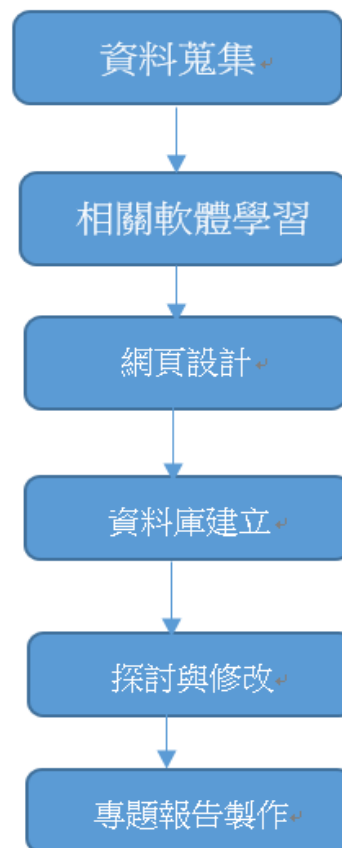 資料蒐集
相關軟體學習
網頁設計
資料庫建立
探討與修改
專題報告製作